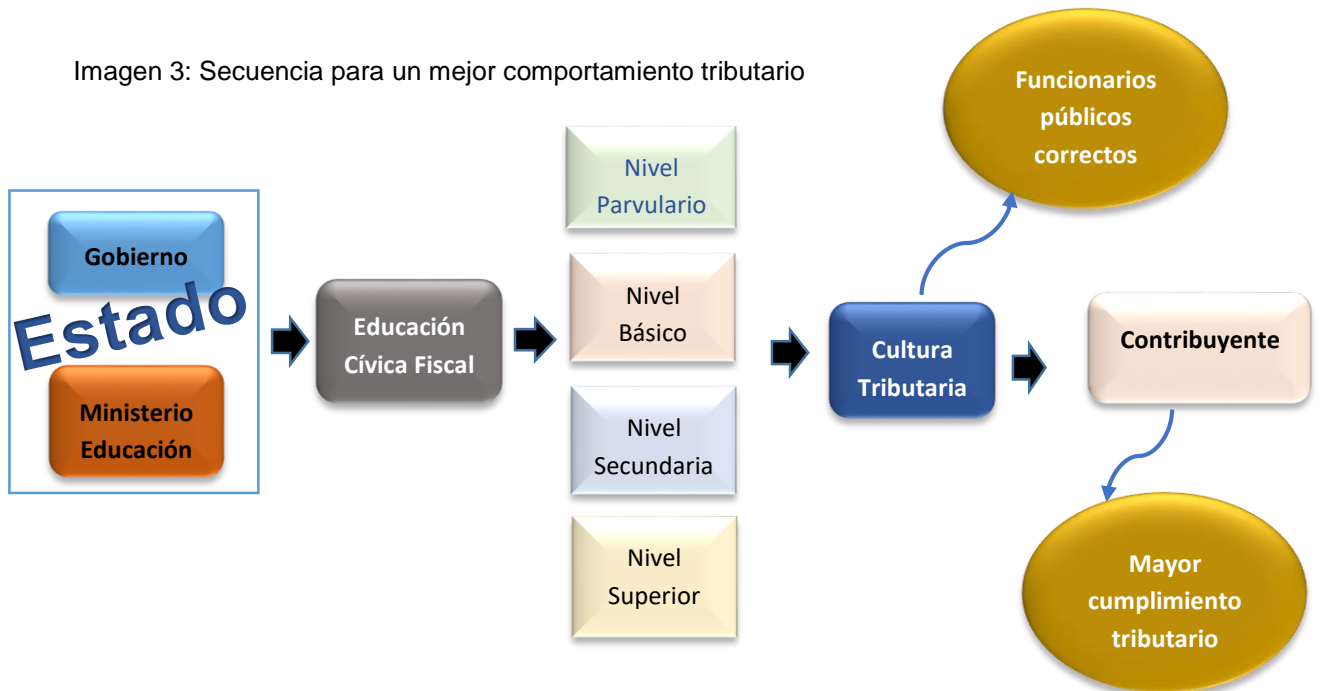 Imagen 3: Secuencia para un mejor comportamiento tributario
Gobierno
Estado
Ministerio
Educación
Educación
Cívica Fiscal
Nivel
Parvulario
Nivel
Básico
Nivel
Secundaria
Nivel
Superior
Cultura
Tributaria
Funcionarios
públicos
correctos
Contribuyente
Mayor
cumplimiento
tributario